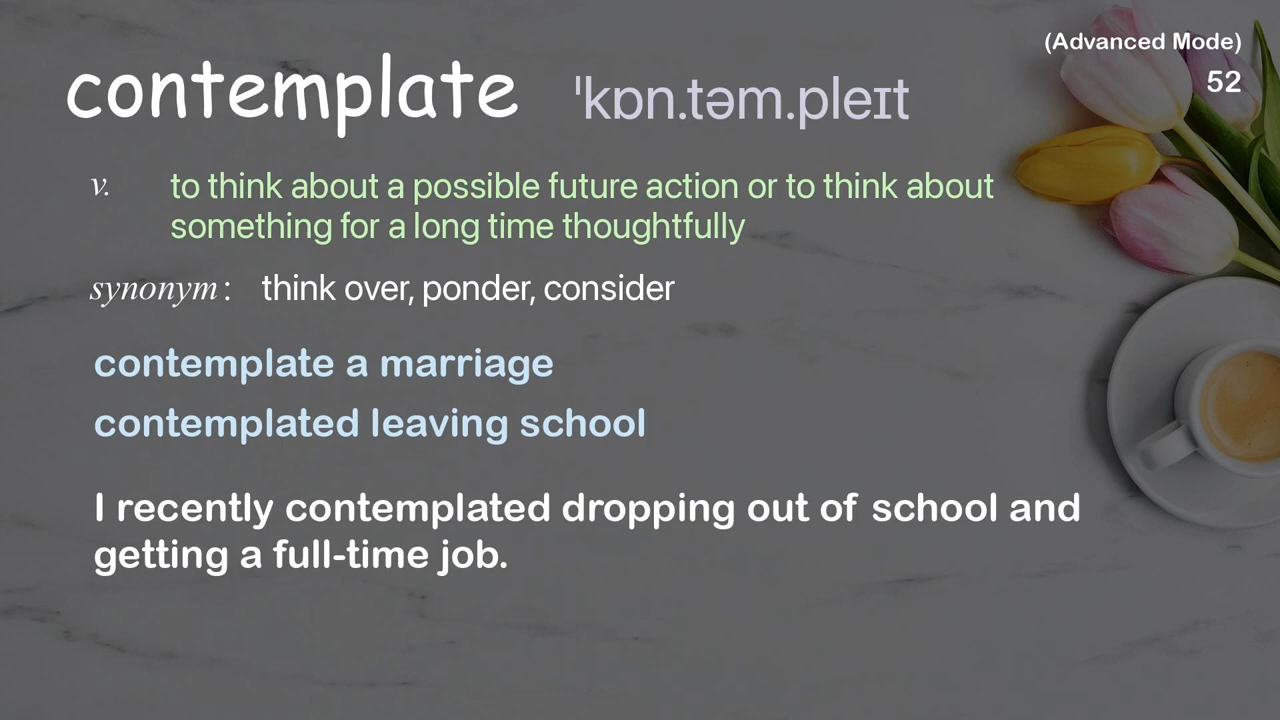 (Advanced Mode)
52
contemplate ˈkɒn.təm.pleɪt
v. to think about a possible future action or to think about
something for a long time thoughtfully
synonym: think over, ponder, consider
contemplate a marriage
contemplated leaving school
I recently contemplated dropping out of school and
getting a full-time job.